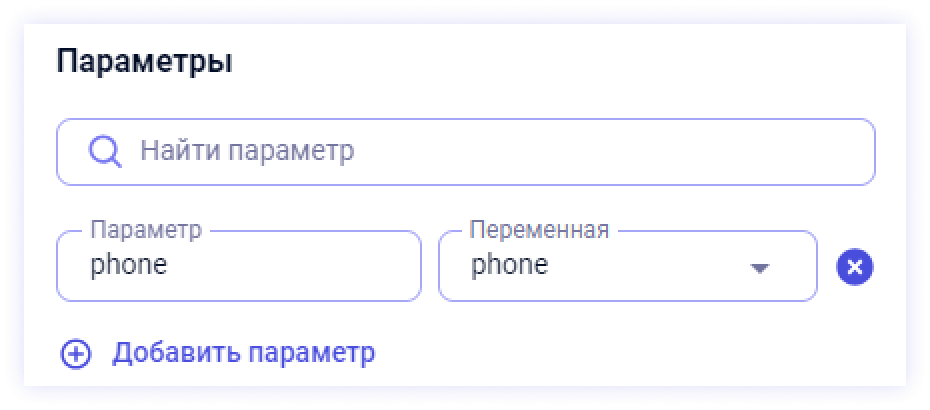 Параметры
Найти параметр
Параметр Переменная
phone phone
Добавить параметр